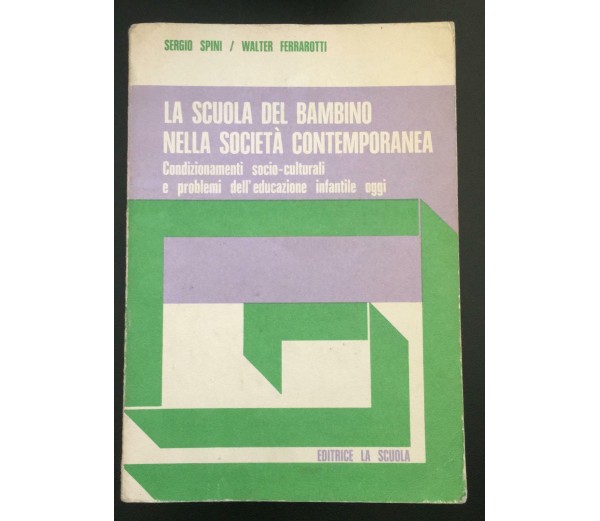 SERGIO SPINI / WALTER FERRAROTTI
LA SCUOLA DEL BAMBINO
NELLA SOCIETÀ CONTEMPORANEA
Condizionamenti socio-culturali
e problemi dell'educazione infantile oggi
EDITRICE LA SCUOLA